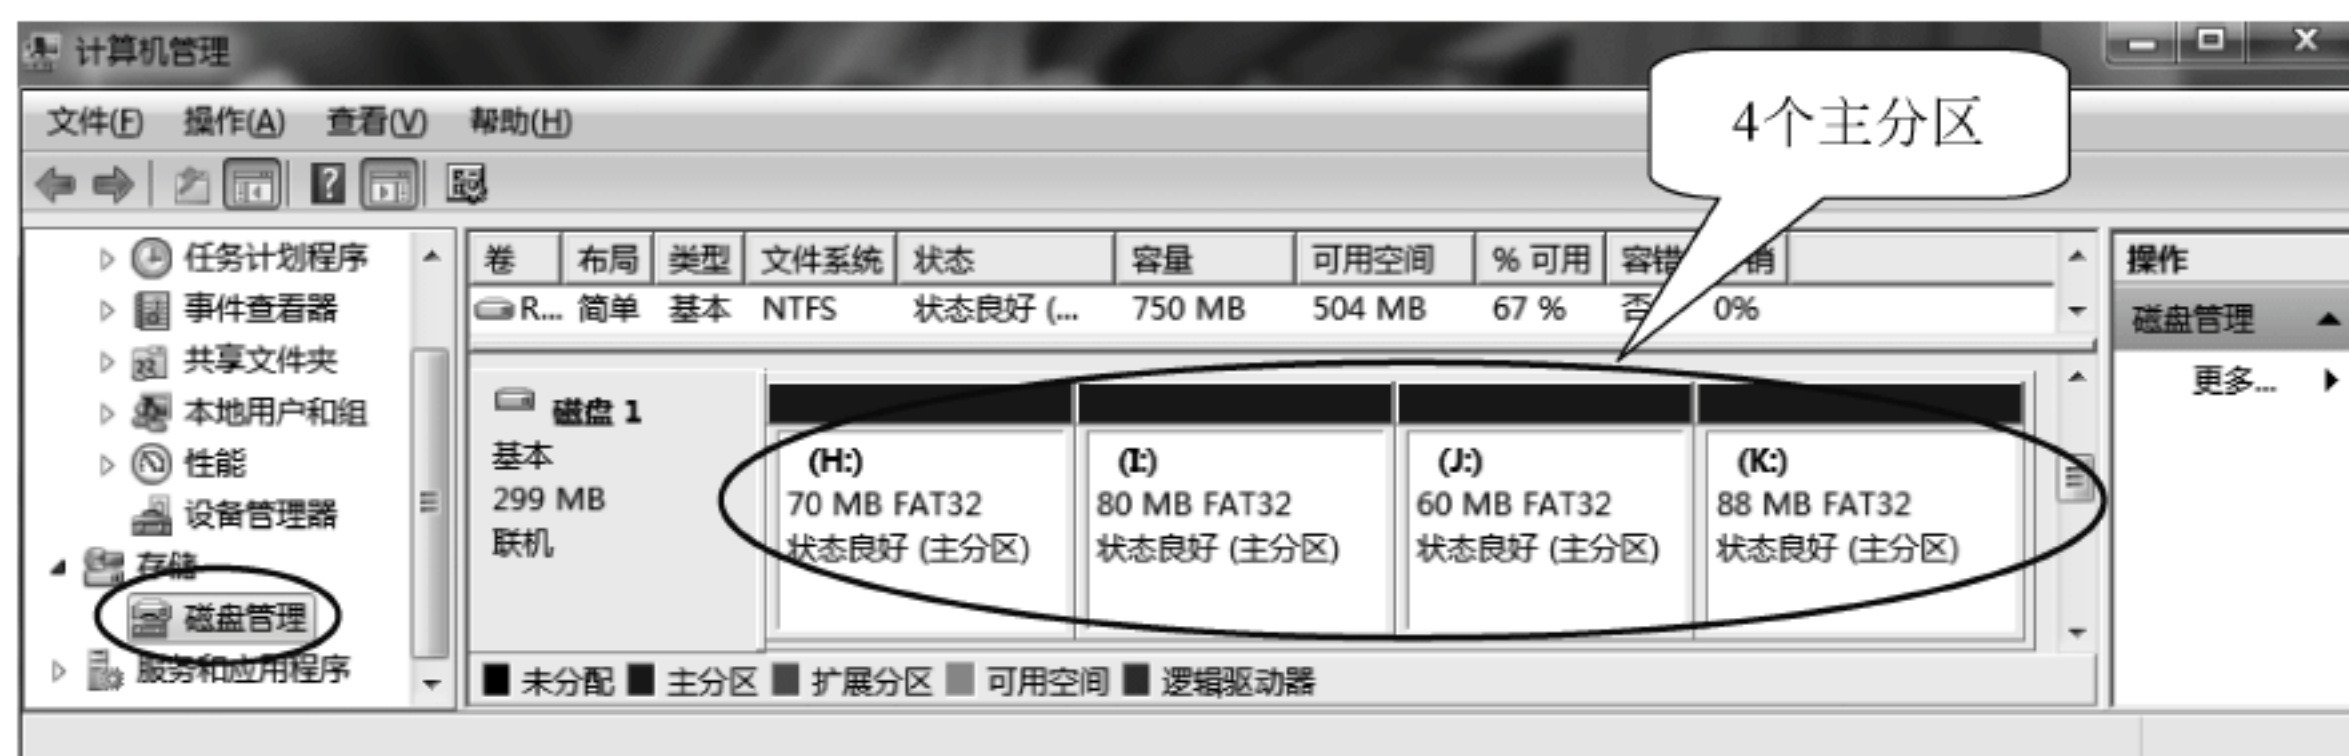 计算机管理
文件(F) 操作(A) 查看(V) 帮助(H)
4个主分区
任务计划程序
事件查看器
共享文件夹
本地用户和组
性能
设备管理器
存储
磁盘管理
服务和应用程序
卷 布局 类型 文件系统 状态 容量 可用空间 % 可用 容错 销
R... 简单 基本 NTFS 状态良好 (... 750 MB 504 MB 67 % 否 0%
磁盘 1
基本
299 MB
联机
(H:)
70 MB FAT32
状态良好 (主分区)
(I:)
80 MB FAT32
状态良好 (主分区)
(J:)
60 MB FAT32
状态良好 (主分区)
(K:)
88 MB FAT32
状态良好 (主分区)
未分配 主分区 扩展分区 可用空间 逻辑驱动器
操作
磁盘管理
更多...